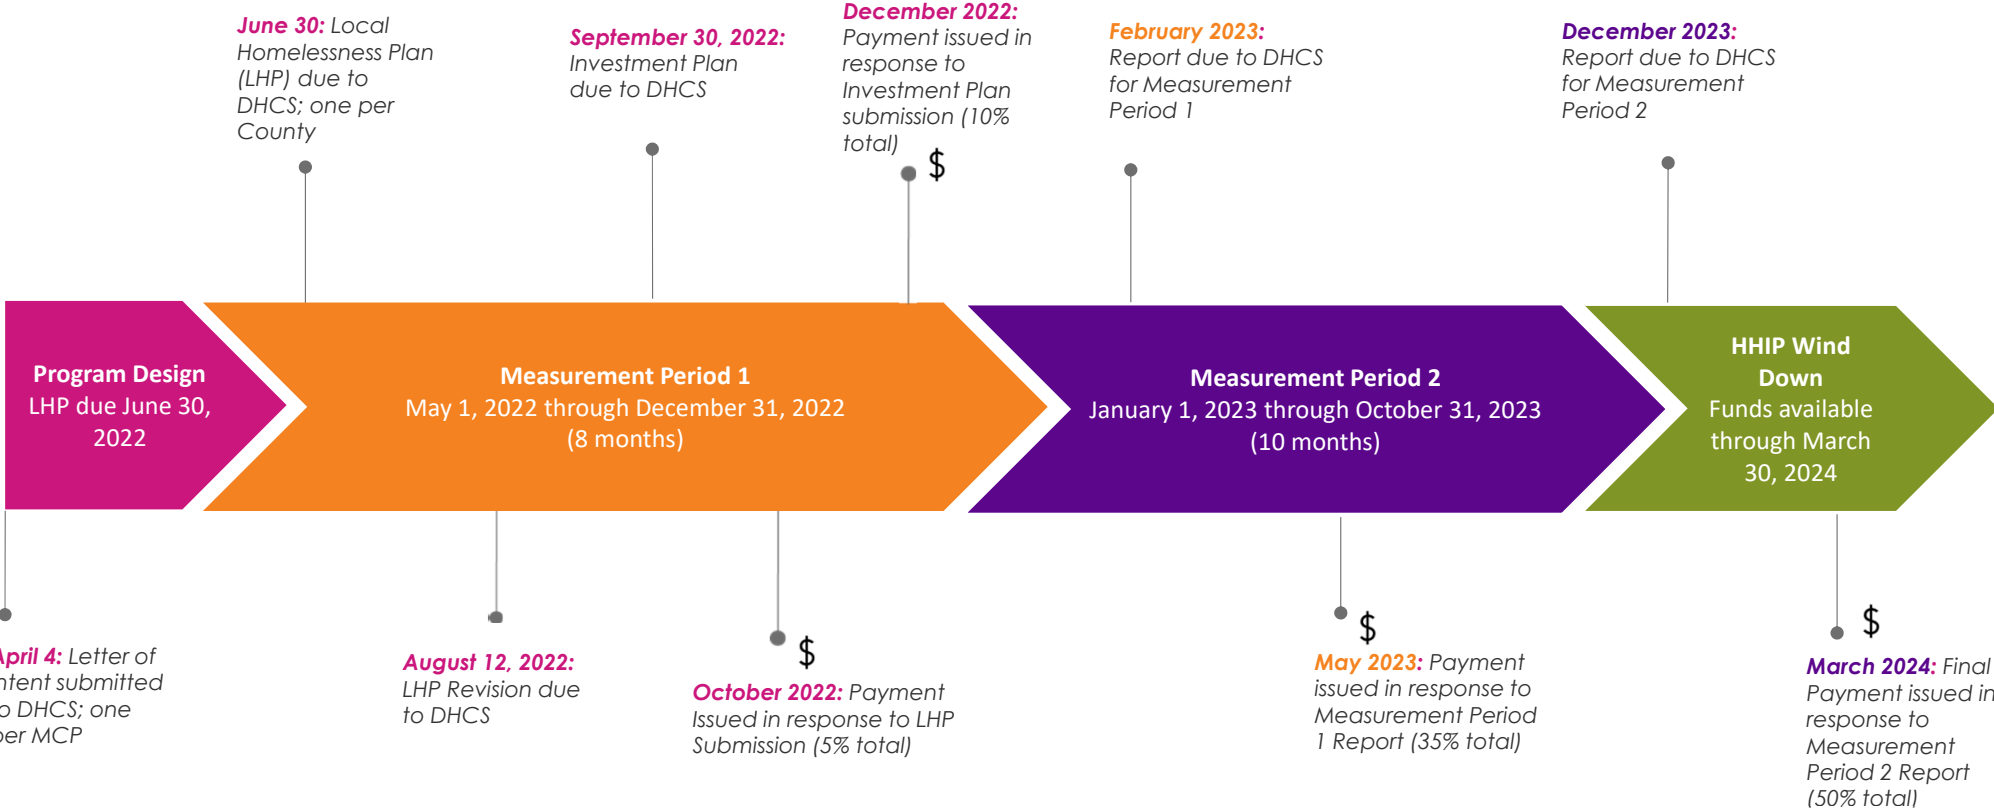 June 30: Local
Homelessness Plan
(LHP) due to
DHCS; one per
County
September 30, 2022:
Investment Plan
due to DHCS
December 2022:
Payment issued in
response to
Investment Plan
submission (10%
total)
$
February 2023:
Report due to DHCS
for Measurement
Period 1
December 2023:
Report due to DHCS
for Measurement
Period 2
Program Design
LHP due June 30,
2022
Measurement Period 1
May 1, 2022 through December 31, 2022
(8 months)
Measurement Period 2
January 1, 2023 through October 31, 2023
(10 months)
HHIP Wind
Down
Funds available
through March
30, 2024
April 4: Letter of
ntent submitted
o DHCS; one
per MCP
August 12, 2022:
LHP Revision due
to DHCS
$
October 2022: Payment
Issued in response to LHP
Submission (5% total)
$
May 2023: Payment
issued in response to
Measurement Period
1 Report (35% total)
$
March 2024: Final
Payment issued in
response to
Measurement
Period 2 Report
(50% total)